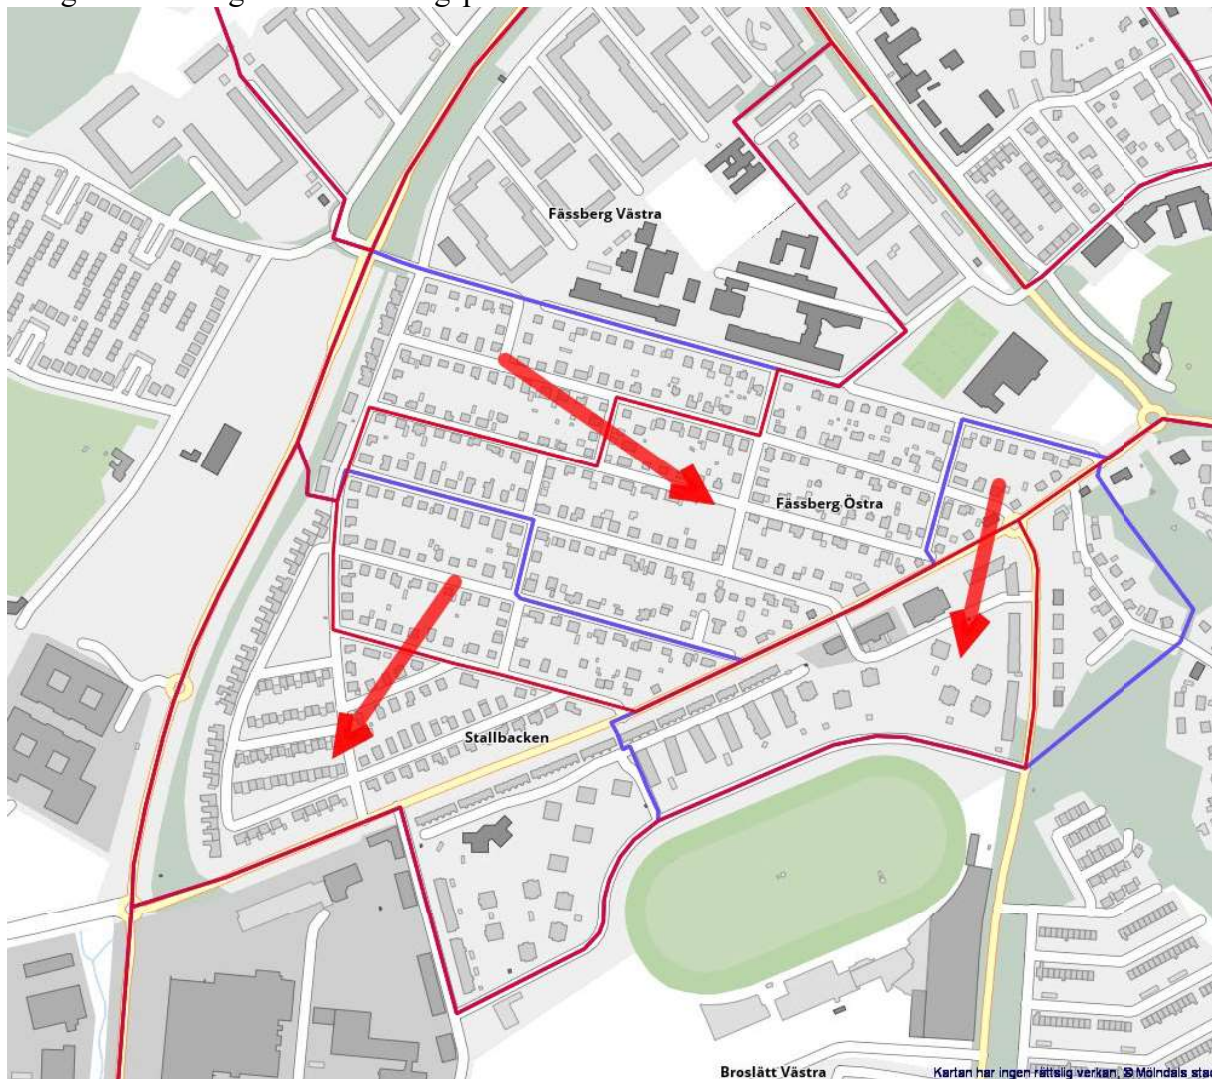 Fässberg Västra
Fässberg Östra
Stallbacken
Broslätt Västra
Kartan har ingen rättslig verkan, © Mölndals stad